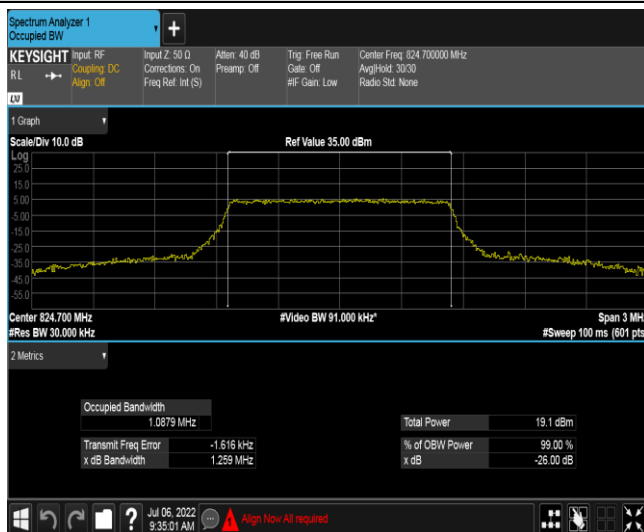 Spectrum Analyzer 1
Occupied BW
+
KEYSIGHT
RL
LXI
Input: RF
Coupling: DC
Align: Off
Input Z: 50 Ω
Corrections: On
Freq Ref: Int (S)
Atten: 40 dB
Preamp: Off
Trig: Free Run
Gate: Off
#IF Gain: Low
Center Freq: 824.700000 MHz
Avg|Hold: 30/30
Radio Std: None
1 Graph
Scale/Div 10.0 dB
Ref Value 35.00 dBm
Log
25.0
15.0
5.00
-5.00
-15.0
-25.0
-35.0
-45.0
-55.0
Center 824.700 MHz
#Video BW 91.000 kHz*
Span 3 MH
#Res BW 30.000 kHz
#Sweep 100 ms (601 pts
2 Metrics
Occupied Bandwidth
1.0879 MHz
Total Power 19.1 dBm
Transmit Freq Error -1.616 kHz
% of OBW Power 99.00 %
x dB Bandwidth 1.259 MHz
x dB -26.00 dB
?
Jul 06, 2022
9:35:01 AM
Align Now All required